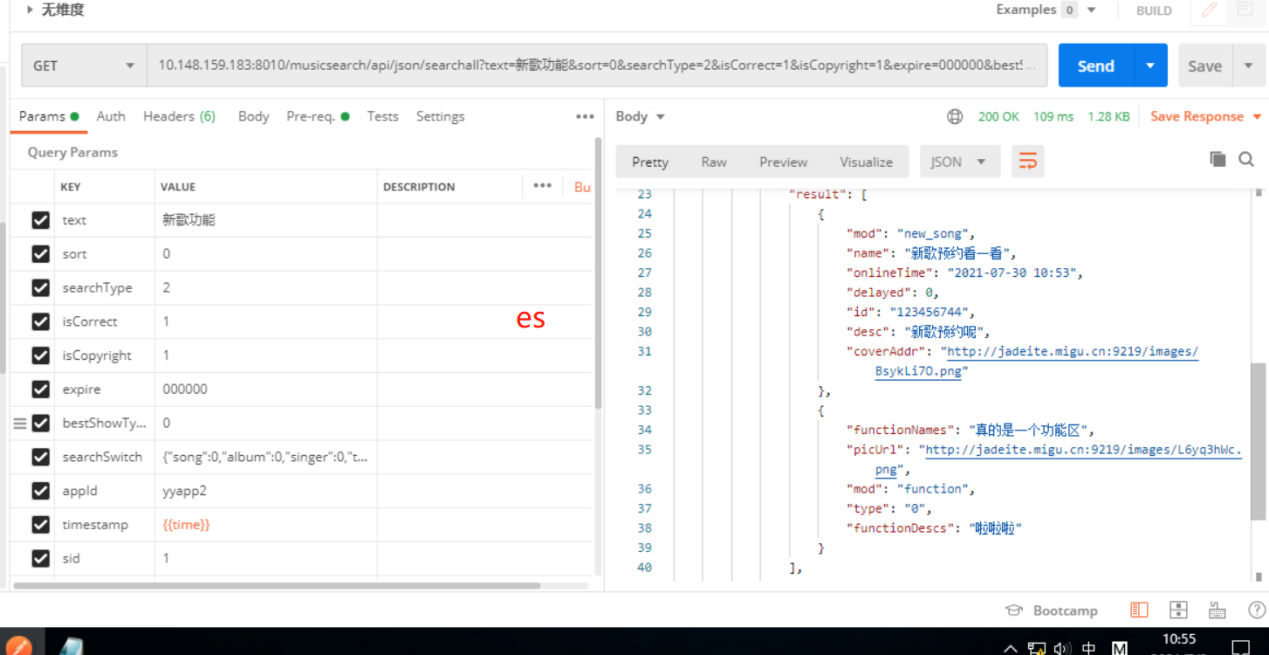 无维度
Examples 0
BUILD
GET
10.148.159.183:8010/musicsearch/api/json/searchall?text=新歌功能&sort=0&searchType=2&isCorrect=1&isCopyright=1&expire=000000&bestS...
Send
Save
Params
Auth
Headers (6)
Body
Pre-req.
Tests
Settings
Query Params
KEY VALUE DESCRIPTION Bu
text 新歌功能
sort 0
searchType 2
isCorrect 1
isCopyright 1
expire 000000
bestShowTy... 0
searchSwitch {"song":0,"album":0,"singer":0,"t...
appId yyapp2
timestamp {{time}}
sid 1
es
Body
200 OK 109 ms 1.28 KB Save Response
Pretty Raw Preview Visualize JSON
23 "result": [
24 {
25 "mod": "new_song",
26 "name": "新歌预约看一看",
27 "onlineTime": "2021-07-30 10:53",
28 "delayed": 0,
29 "id": "123456744",
30 "desc": "新歌预约呢",
31 "coverAddr": "http://jadeite.migu.cn:9219/images/
BsykLi7O.png"
32 },
33 {
34 "functionNames": "真的是一个功能区",
35 "picUrl": "http://jadeite.migu.cn:9219/images/L6yq3hWc.
png",
36 "mod": "function",
37 "type": "0",
38 "functionDescs": "啦啦啦"
39 }
40 ],
Bootcamp
中
M
10:55